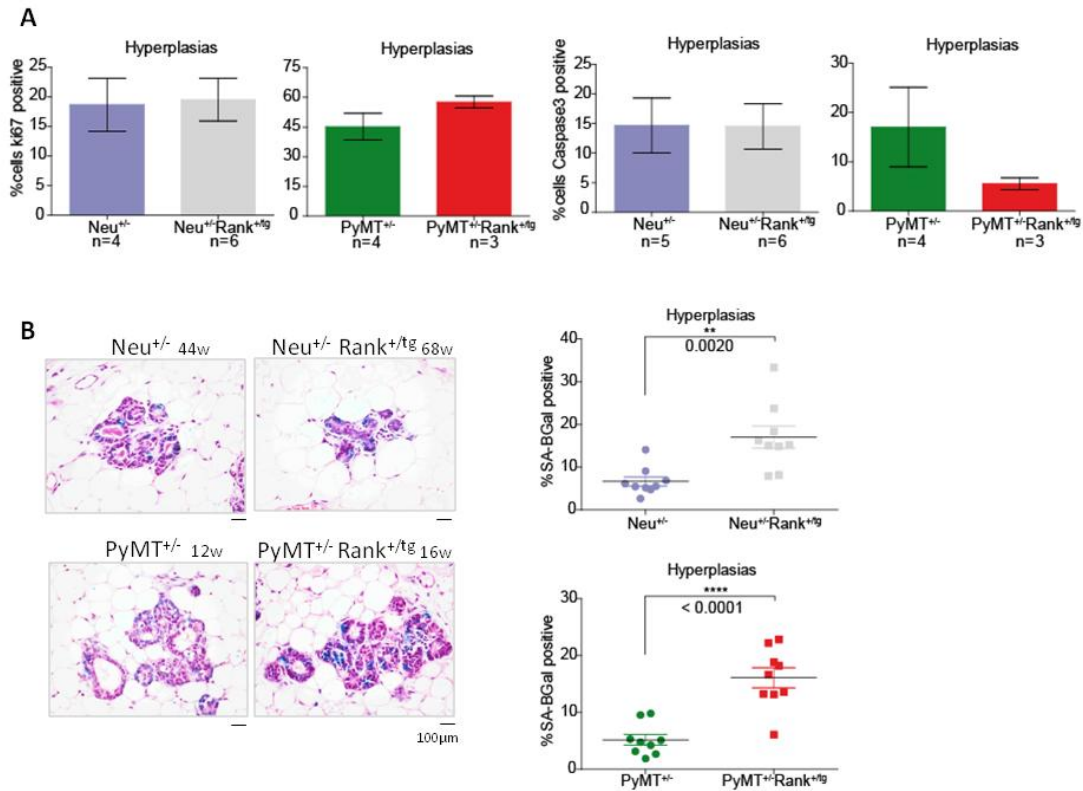 A
Hyperplasias
%cells ki67 positive
25
20
15
10
5
0
Neu+/-
n=4
Neu+/-Rank+/tg
n=6
Hyperplasias
75
60
45
30
15
0
PyMT+/-
n=4
PyMT+/-Rank+/tg
n=3
Hyperplasias
%cells Caspase3 positive
25
20
15
10
5
0
Neu+/-
n=5
Neu+/-Rank+/tg
n=6
Hyperplasias
30
20
10
0
PyMT+/-
n=4
PyMT+/-Rank+/tg
n=3
B
Neu+/- 44w
Neu+/- Rank+/tg 68w
PyMT+/- 12w
PyMT+/- Rank+/tg 16w
100µm
Hyperplasias
**
0.0020
%SA-BGal positive
40
30
20
10
0
Neu+/-
Neu+/-Rank+/tg
Hyperplasias
****
< 0.0001
%SA-BGal positive
30
20
10
0
PyMT+/-
PyMT+/-Rank+/tg